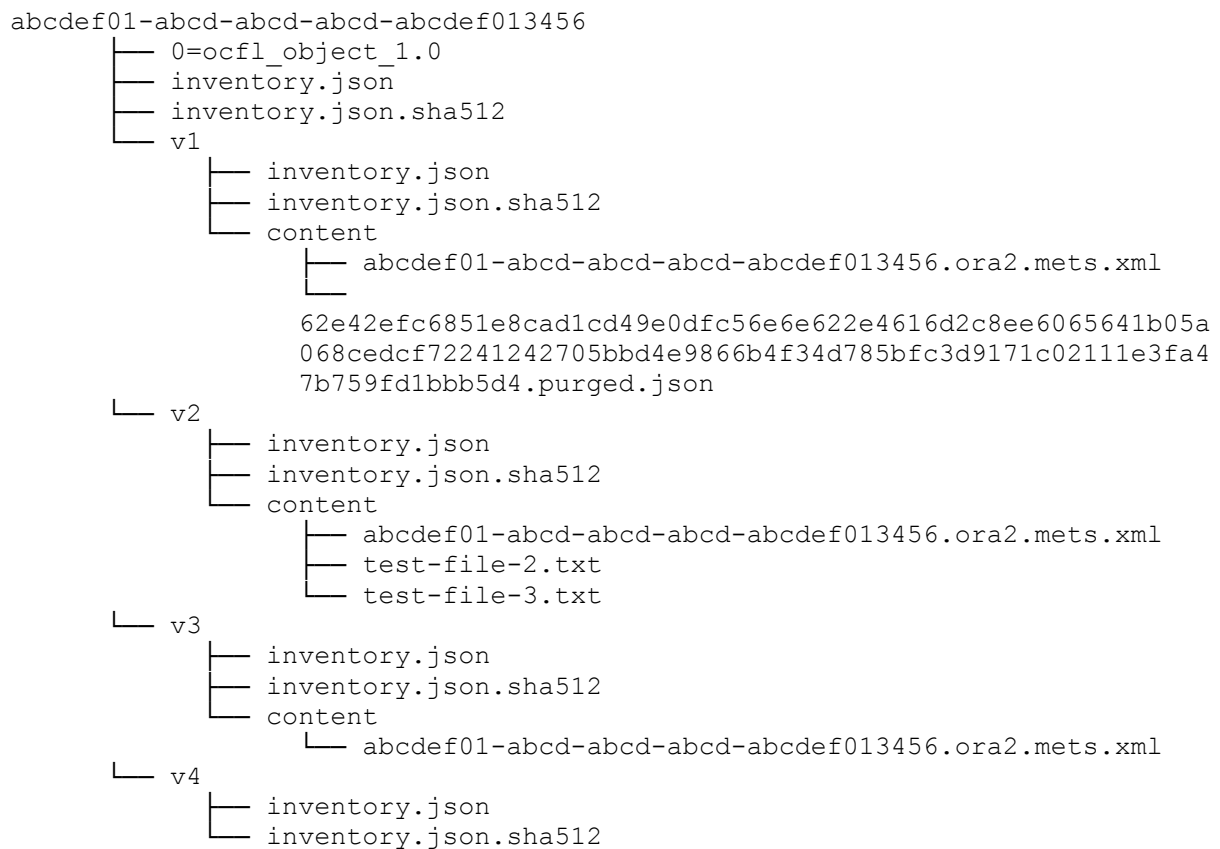 abcdef01-abcd-abcd-abcd-abcdef013456
├── 0=ocfl_object_1.0
├── inventory.json
├── inventory.json.sha512
└── v1
├── inventory.json
├── inventory.json.sha512
└── content
├── abcdef01-abcd-abcd-abcd-abcdef013456.ora2.mets.xml
└──
62e42efc6851e8cad1cd49e0dfc56e6e622e4616d2c8ee6065641b05a
068cedcf72241242705bbd4e9866b4f34d785bfc3d9171c02111e3fa4
7b759fd1bbb5d4.purged.json
└── v2
├── inventory.json
├── inventory.json.sha512
└── content
├── abcdef01-abcd-abcd-abcd-abcdef013456.ora2.mets.xml
├── test-file-2.txt
└── test-file-3.txt
└── v3
├── inventory.json
├── inventory.json.sha512
└── content
└── abcdef01-abcd-abcd-abcd-abcdef013456.ora2.mets.xml
└── v4
├── inventory.json
└── inventory.json.sha512